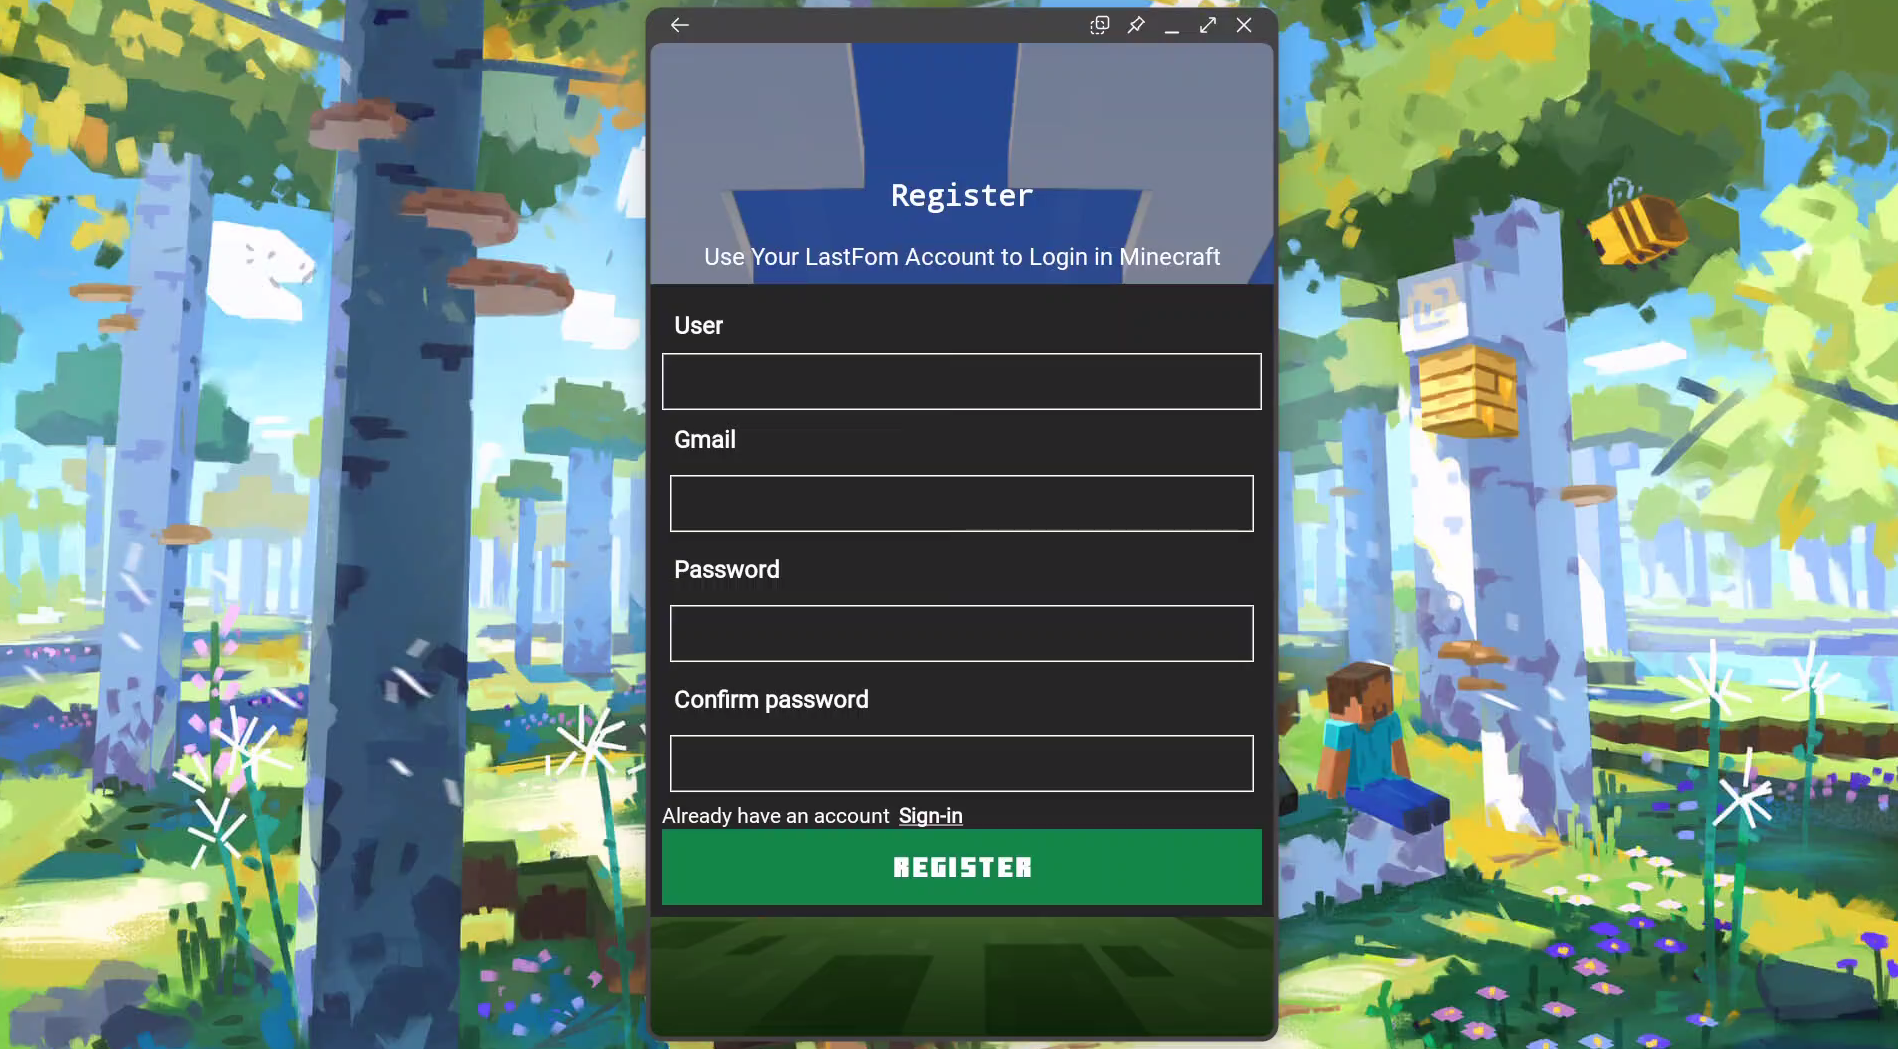 Register
Use Your LastFom Account to Login in Minecraft
User
Gmail
Password
Confirm password
Already have an account Sign-in
REGISTER